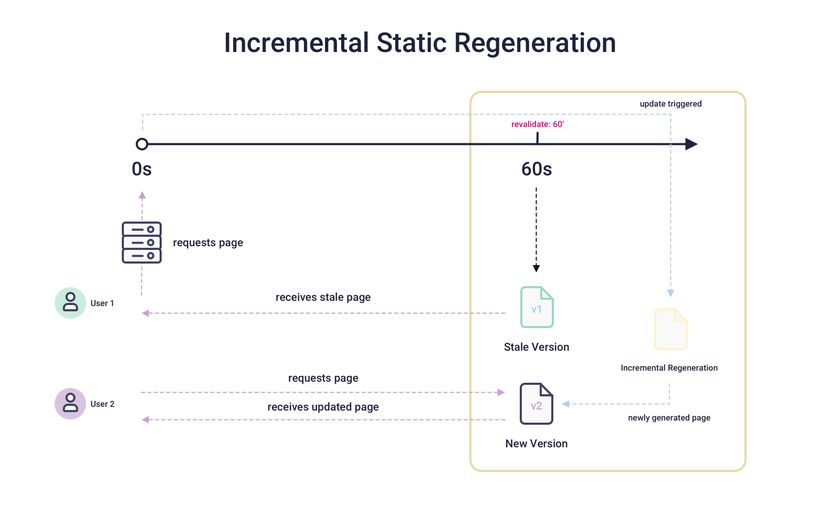 Incremental Static Regeneration
update triggered
revalidate: 60'
0s
60s
requests page
User 1
receives stale page
v1
Stale Version
Incremental Regeneration
requests page
User 2
receives updated page
v2
newly generated page
New Version